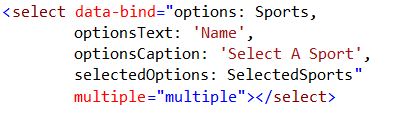 <select data-bind="options: Sports,
optionsText: 'Name',
optionsCaption: 'Select A Sport',
selectedOptions: SelectedSports"
multiple="multiple"></select>